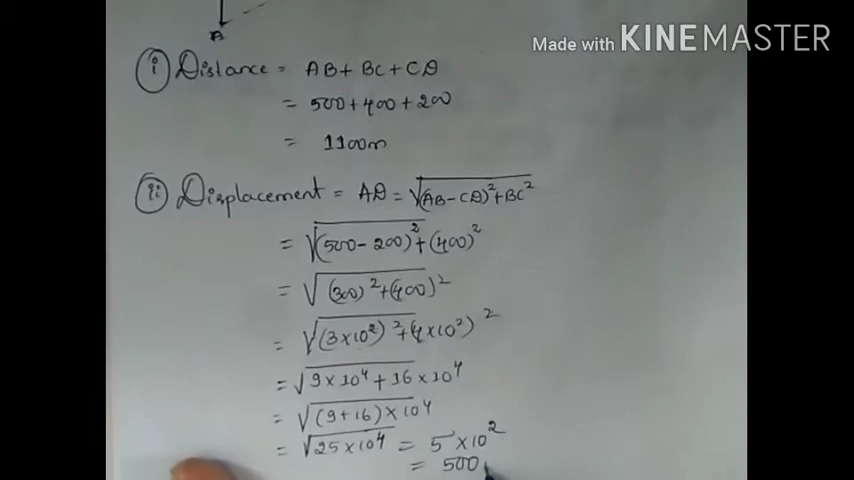 A
Made with KINEMASTER
(i) Distance = AB + BC + CD
= 500 + 400 + 200
= 1100m
(ii) Displacement = AD = √(AB - CD)² + BC²
= √(500 - 200)² + (400)²
= √(300)² + (400)²
= √(3×10²)² + (4×10²)²
= √9×10⁴ + 16×10⁴
= √(9+16)×10⁴
= √25×10⁴ = 5×10²
= 500